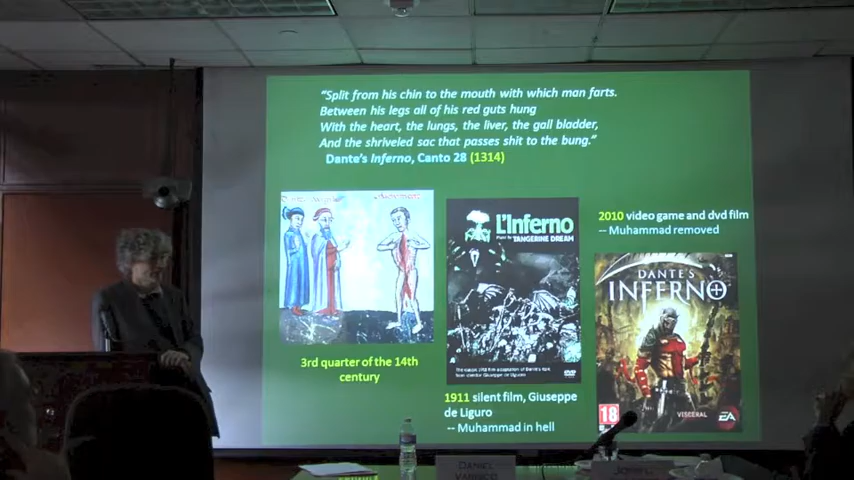 "Split from his chin to the mouth with which man farts.
Between his legs all of his red guts hung
With the heart, the lungs, the liver, the gall bladder,
And the shriveled sac that passes shit to the bung."
Dante's Inferno, Canto 28 (1314)
3rd quarter of the 14th
century
L'Inferno
TANGERINE DREAM
DVD
1911 silent film, Giuseppe
de Liguro
-- Muhammad in hell
2010 video game and dvd film
-- Muhammad removed
DANTE'S
INFERNO
18
VISCERAL
EA
DANIEL